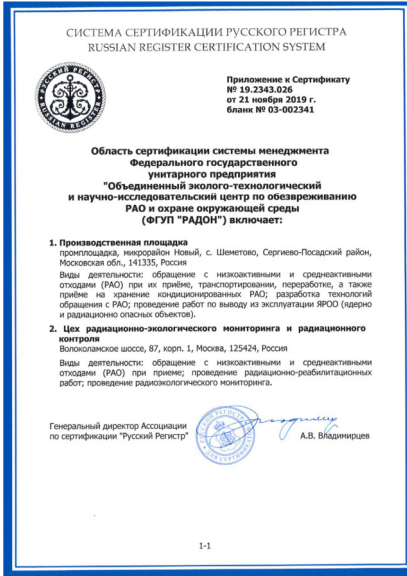 СИСТЕМА СЕРТИФИКАЦИИ РУССКОГО РЕГИСТРА
RUSSIAN REGISTER CERTIFICATION SYSTEM
РУССКИЙ РЕГИСТР
RUSSIAN REGISTER
Приложение к Сертификату
№ 19.2343.026
от 21 ноября 2019 г.
бланк № 03-002341
Область сертификации системы менеджмента
Федерального государственного
унитарного предприятия
"Объединенный эколого-технологический
и научно-исследовательский центр по обезвреживанию
РАО и охране окружающей среды
(ФГУП "РАДОН") включает:
1. Производственная площадка
промплощадка, микрорайон Новый, с. Шеметово, Сергиево-Посадский район,
Московская обл., 141335, Россия
Виды деятельности: обращение с низкоактивными и среднеактивными
отходами (РАО) при их приёме, транспортировании, переработке, а также
приёме на хранение кондиционированных РАО; разработка технологий
обращения с РАО; проведение работ по выводу из эксплуатации ЯРОО (ядерно
и радиационно опасных объектов).
2. Цех радиационно-экологического мониторинга и радиационного
контроля
Волоколамское шоссе, 87, корп. 1, Москва, 125424, Россия
Виды деятельности: обращение с низкоактивными и среднеактивными
отходами (РАО) при приеме; проведение радиационно-реабилитационных
работ; проведение радиоэкологического мониторинга.
Генеральный директор Ассоциации
по сертификации "Русский Регистр"
А.В. Владимирцев
1-1